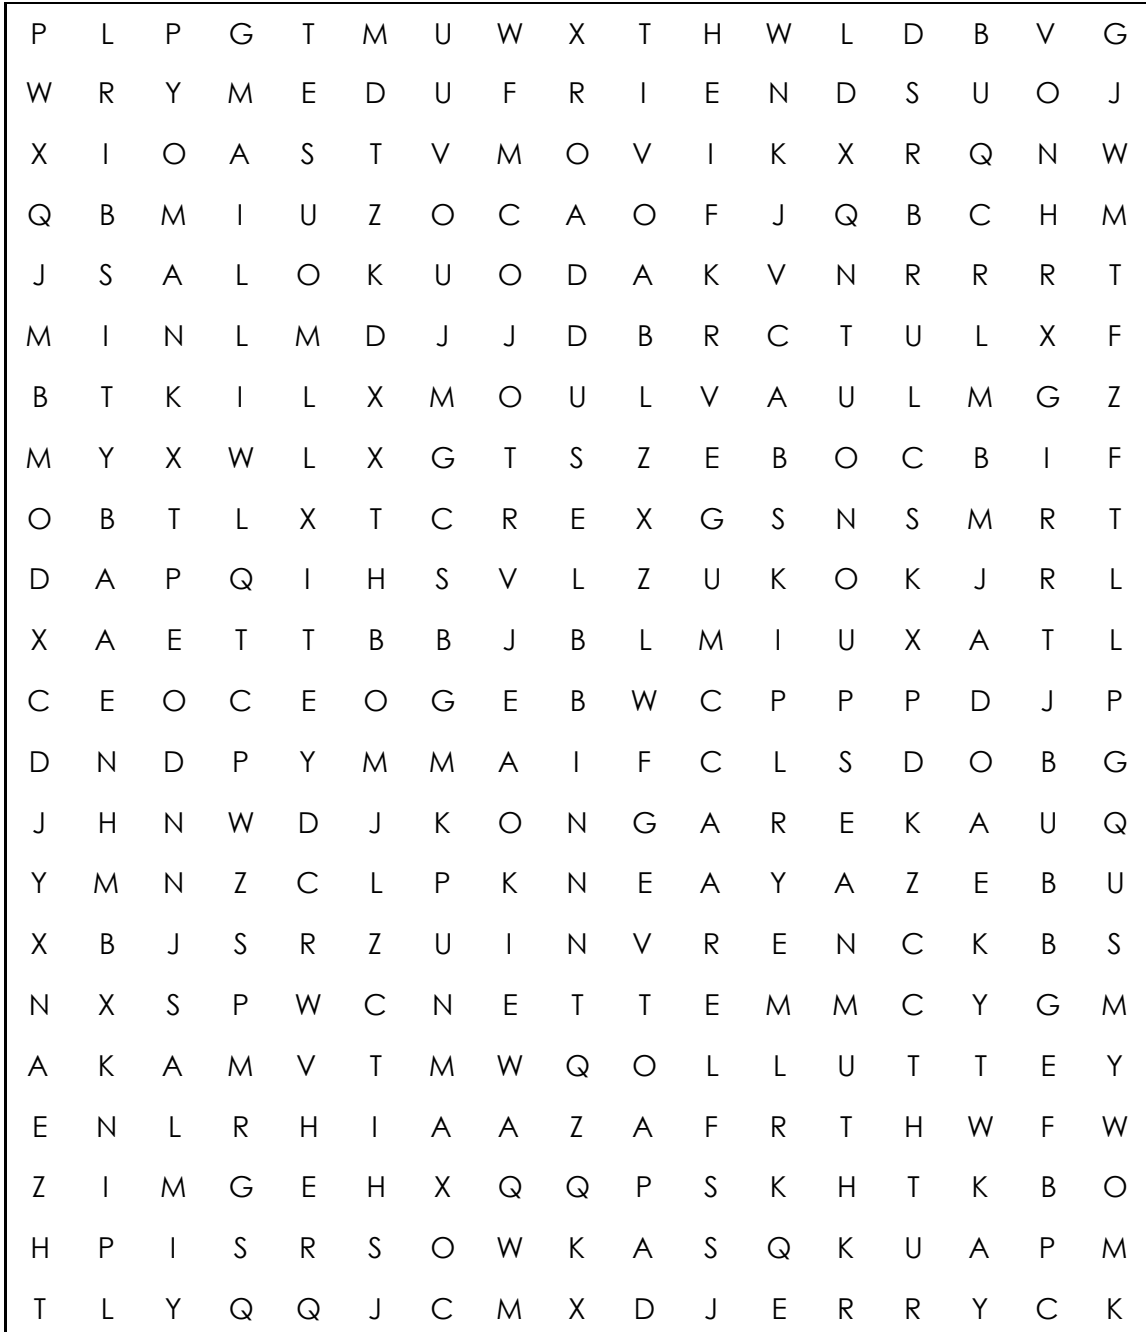 P L P G T M U W X T H W L D B V G
W R Y M E D U F R I E N D S U O J
X I O A S T V M O V I K X R Q N W
Q B M I U Z O C A O F J Q B C H M
J S A L O K U O D A K V N R R R T
M I N L M D J J D B R C T U L X F
B T K I L X M O U L V A U L M G Z
M Y X W L X G T S Z E B O C B I F
O B T L X T C R E X G S N S M R T
D A P Q I H S V L Z U K O K J R L
X A E T T B B J B L M I U X A T L
C E O C E O G E B W C P P P D J P
D N D P Y M M A I F C L S D O B G
J H N W D J K O N G A R E K A U Q
Y M N Z C L P K N E A Y A Z E B U
X B J S R Z U I N V R E N C K B S
N X S P W C N E T T E M M C Y G M
A K A M V T M W Q O L L U T T E Y
E N L R H I A A Z A F R T H W F W
Z I M G E H X Q Q P S K H T K B O
H P I S R S O W K A S Q K U A P M
T L Y Q Q J C M X D J E R R Y C K